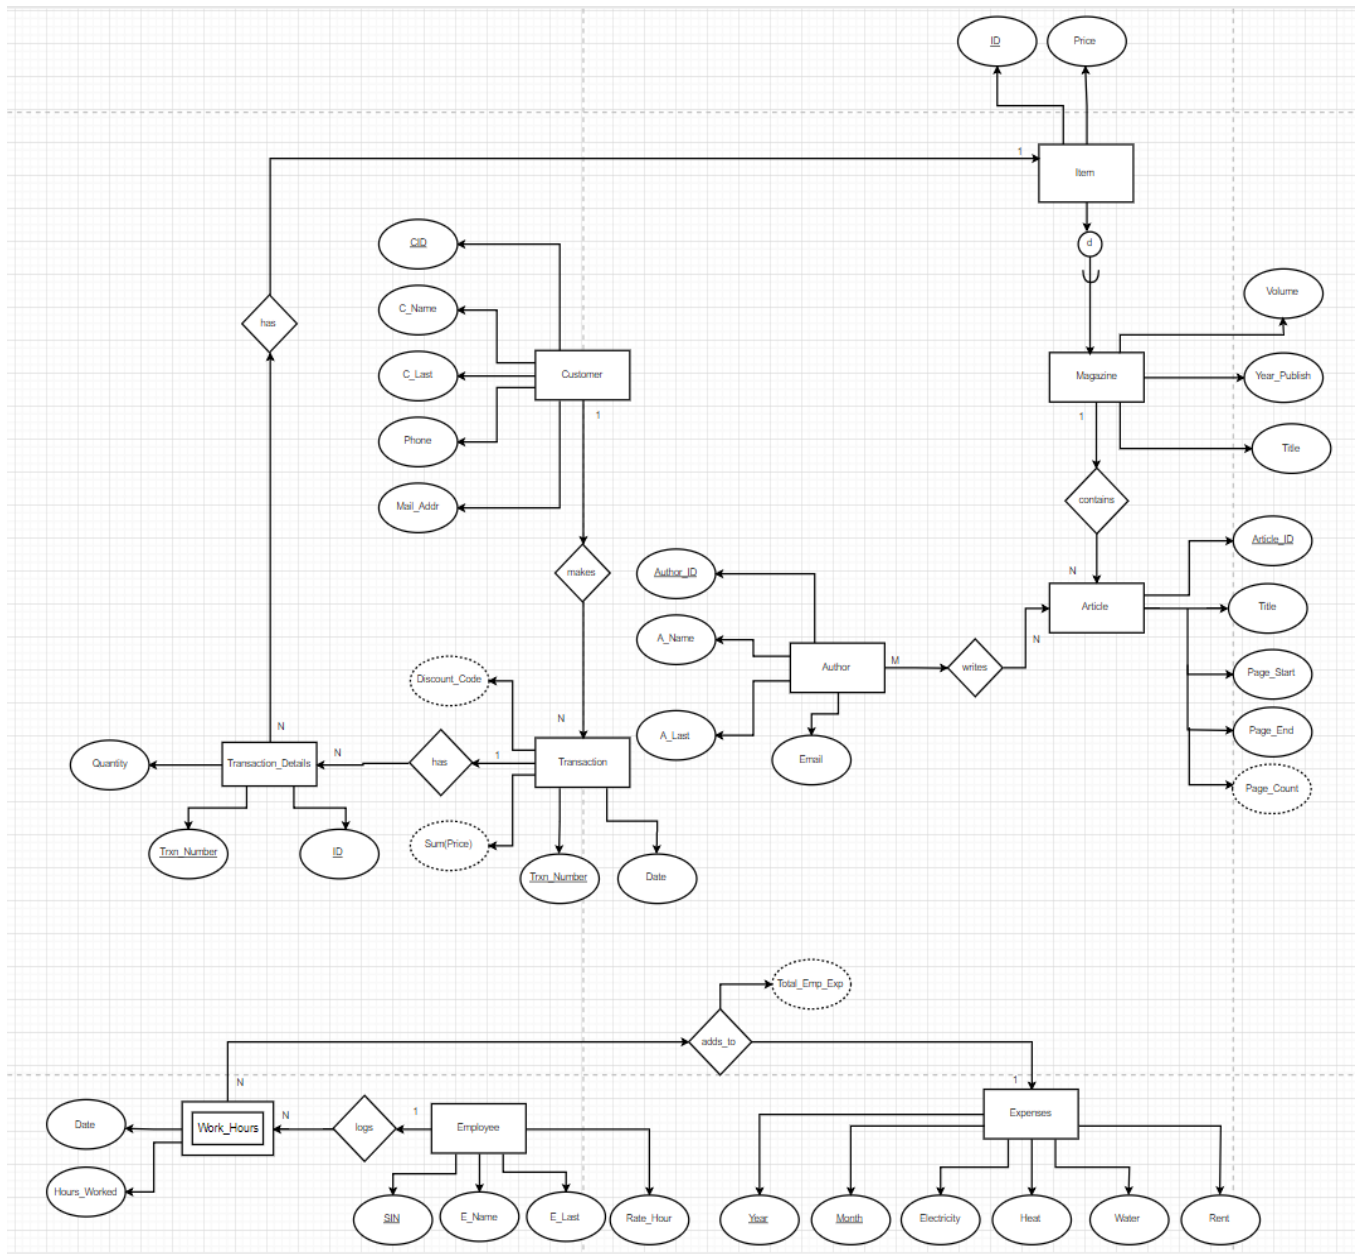 ID
Price
1
Item
d
CID
Volume
C_Name
has
C_Last
Customer
Magazine
Year_Publish
1
1
Phone
Title
contains
Mail_Addr
Article_ID
makes
Author_ID
N
Article
Title
A_Name
N
M
Author
writes
Page_Start
Discount_Code
N
N
A_Last
Page_End
N
1
Quantity
Transaction_Details
has
Transaction
Email
Page_Count
Sum(Price)
Trxn_Number
ID
Trxn_Number
Date
Total_Emp_Exp
adds_to
N
1
Date
N
1
Expenses
Work_Hours
logs
Employee
Hours_Worked
SIN
E_Name
E_Last
Rate_Hour
Year
Month
Electricity
Heat
Water
Rent